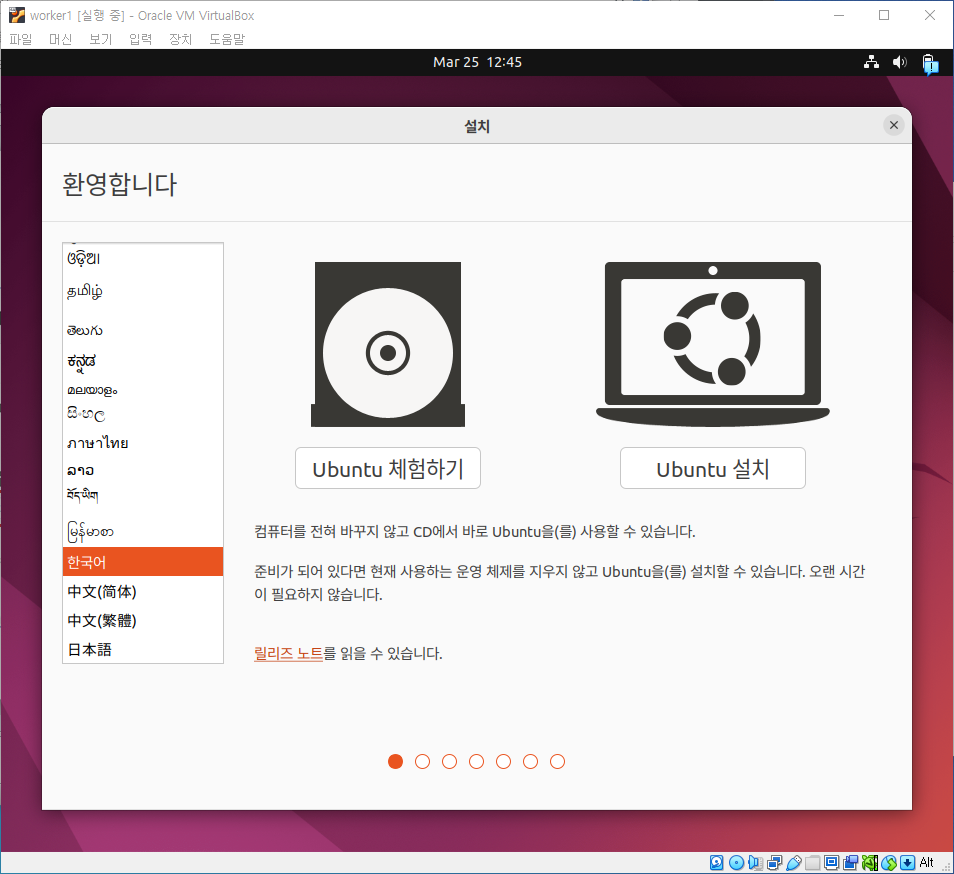 worker1 [실행 중] - Oracle VM VirtualBox
파일 머신 보기 입력 장치 도움말
Mar 25 12:45
설치
환영합니다
ଓଡ଼ିଆ
தமிழ்
తెలుగు
ಕನ್ನಡ
മലയാളം
සිංහල
ภาษาไทย
ລາວ
བོད་ཡིག
မြန်မာစာ
한국어
中文(简体)
中文(繁體)
日本語
Ubuntu 체험하기
Ubuntu 설치
컴퓨터를 전혀 바꾸지 않고 CD에서 바로 Ubuntu을(를) 사용할 수 있습니다.
준비가 되어 있다면 현재 사용하는 운영 체제를 지우지 않고 Ubuntu을(를) 설치할 수 있습니다. 오랜 시간
이 필요하지 않습니다.
릴리즈 노트를 읽을 수 있습니다.
Alt